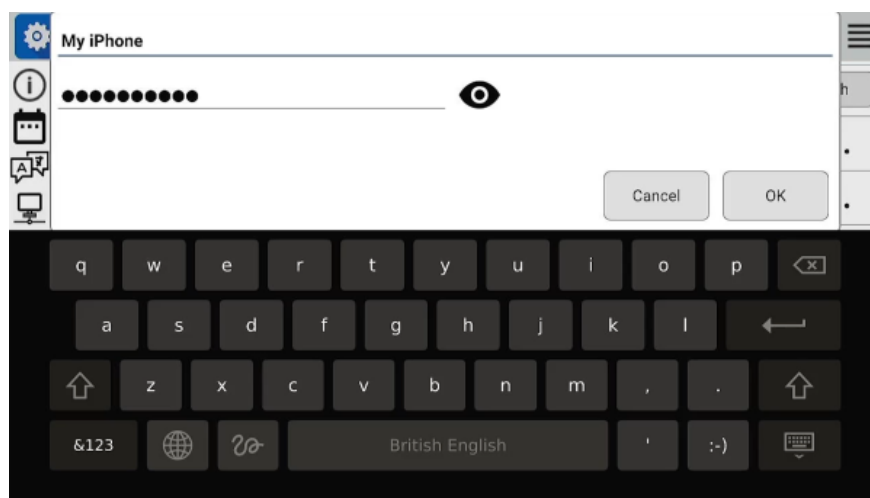 My iPhone
h
••••••••••
Cancel OK
q w e r t y u i o p
a s d f g h j k l
z x c v b n m , .
&123 British English ' :-)